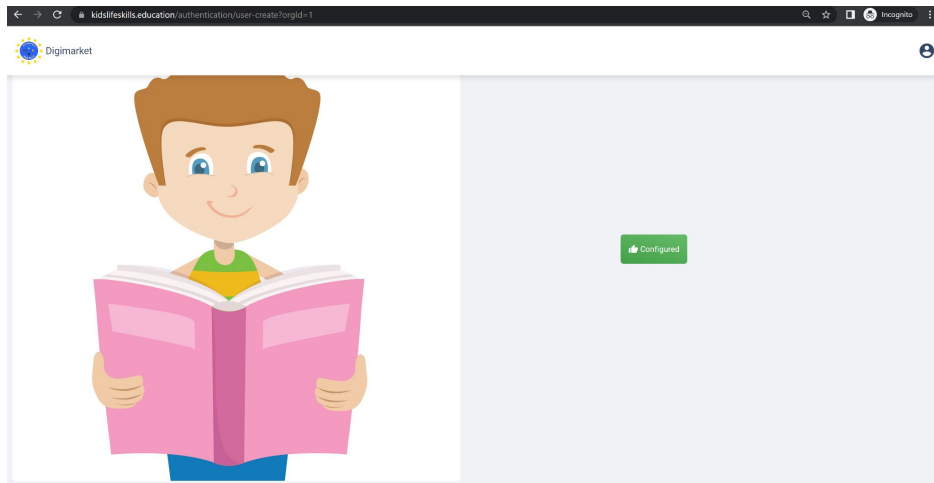 kidslifeskills.education/authentication/user-create?orgId=1
Incognito
Digimarket
Configured